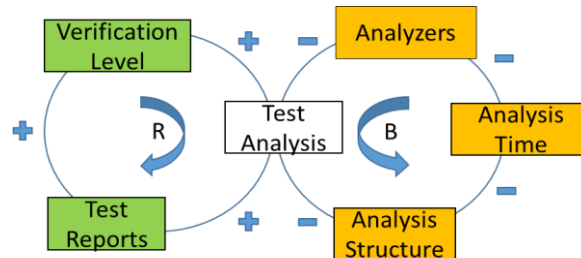 Verification
Level
+
-
Analyzers
-
+
R
Test
Analysis
B
Analysis
Time
Test
Reports
+
-
Analysis
Structure
-